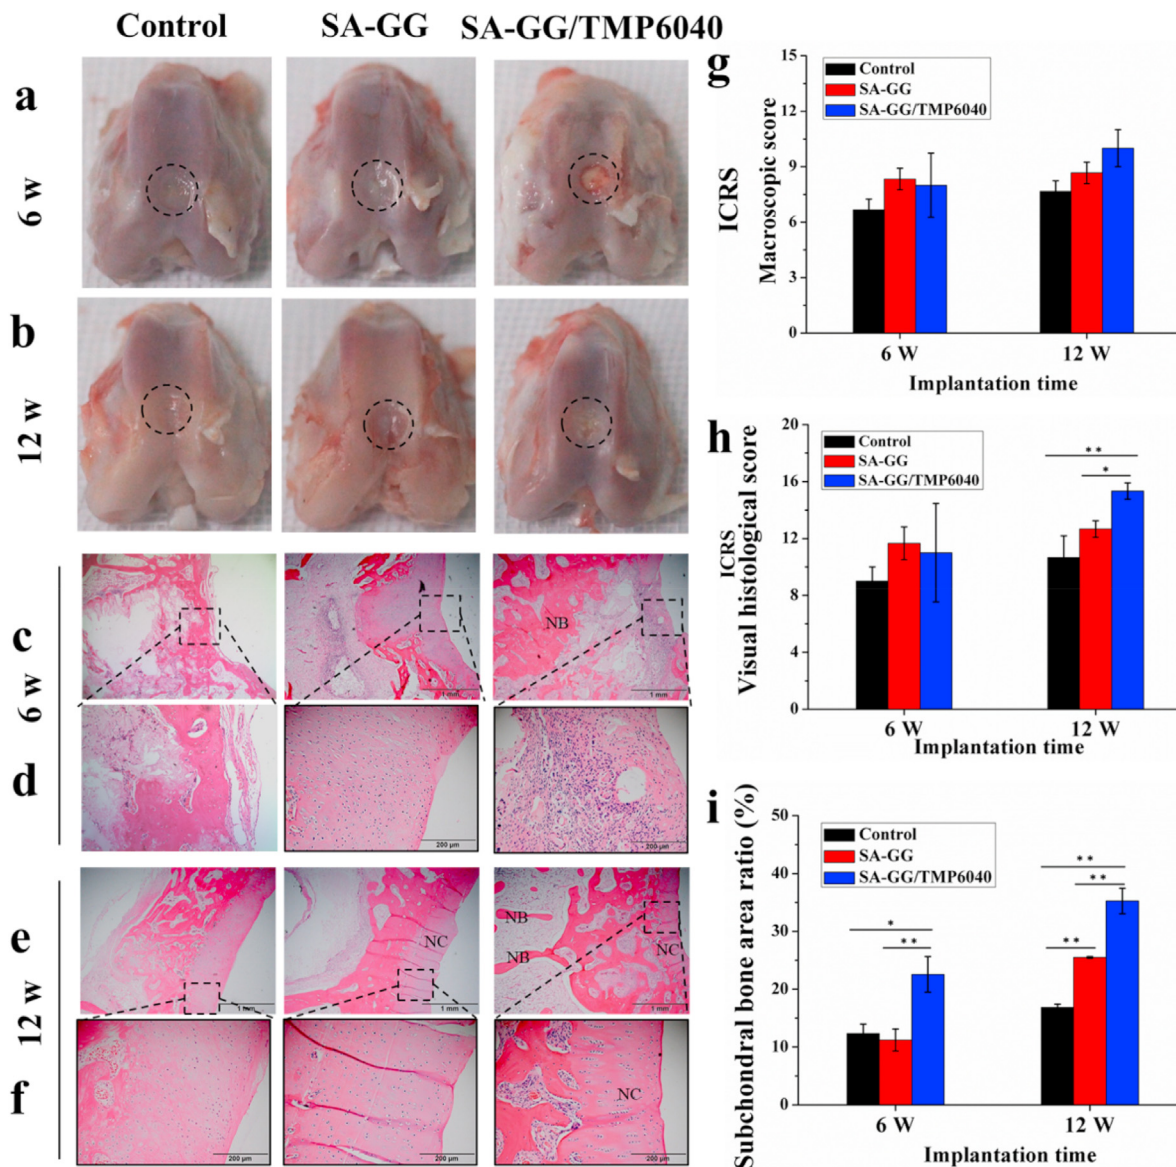 Control SA-GG SA-GG/TMP6040
a
6 w
b
12 w
c
6 w
NB
1 mm
1 mm
d
200 μm
200 μm
e
12 w
NC
NB
NB
NC
1 mm
1 mm
f
NC
200 μm
200 μm
200 μm
g
Control
SA-GG
SA-GG/TMP6040
ICRS
Macroscopic score
15
12
9
6
3
0
6 W 12 W
Implantation time
h
Control
SA-GG
SA-GG/TMP6040
ICRS
Visual histological score
20
16
12
8
4
0
**
*
6 W 12 W
Implantation time
i
Control
SA-GG
SA-GG/TMP6040
Subchondral bone area ratio (%)
50
40
30
20
10
0
*
**
**
**
**
6 W 12 W
Implantation time